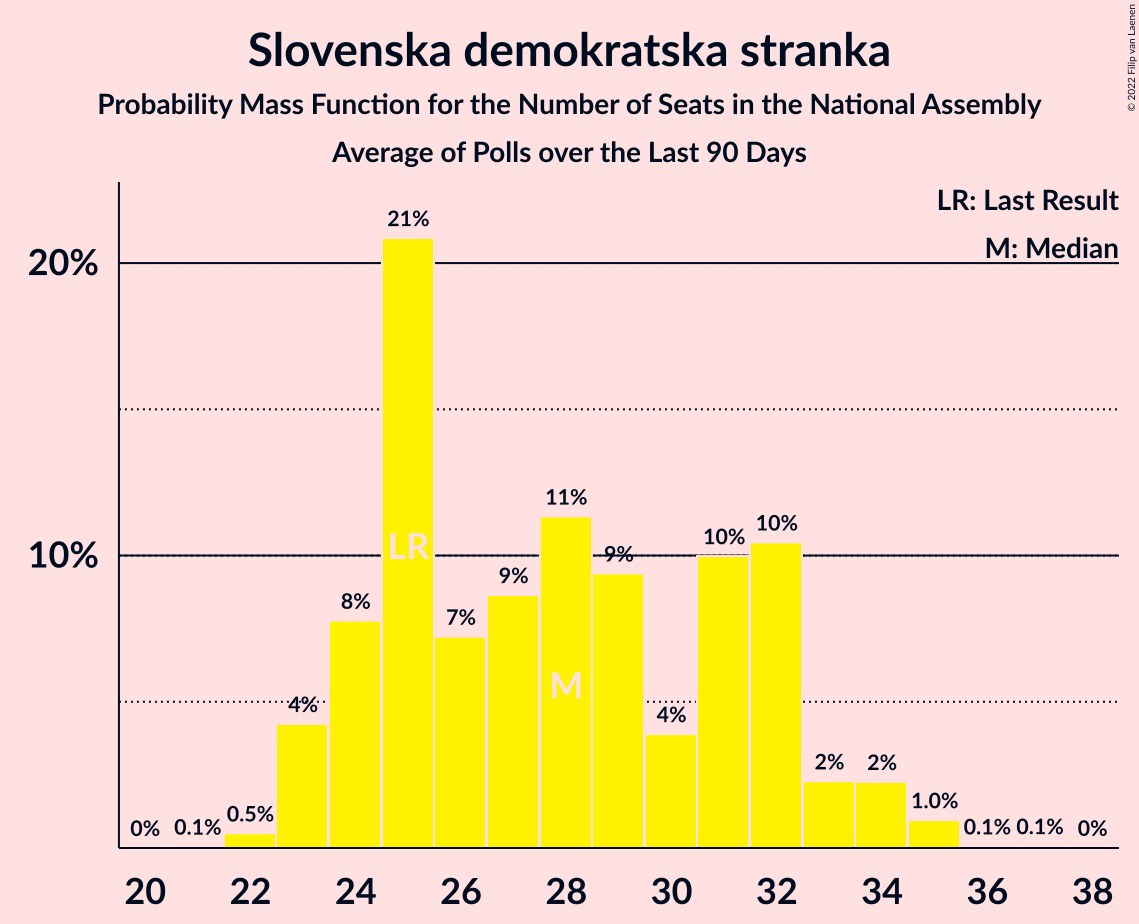 Slovenska demokratska stranka
Probability Mass Function for the Number of Seats in the National Assembly
Average of Polls over the Last 90 Days
© 2022 Filip van Laenen
LR: Last Result
M: Median
20%
10%
0%
0.1%
0.5%
4%
8%
21%
7%
9%
11%
9%
4%
10%
10%
2%
2%
1.0%
0.1%
0.1%
0%
LR
M
20 22 24 26 28 30 32 34 36 38